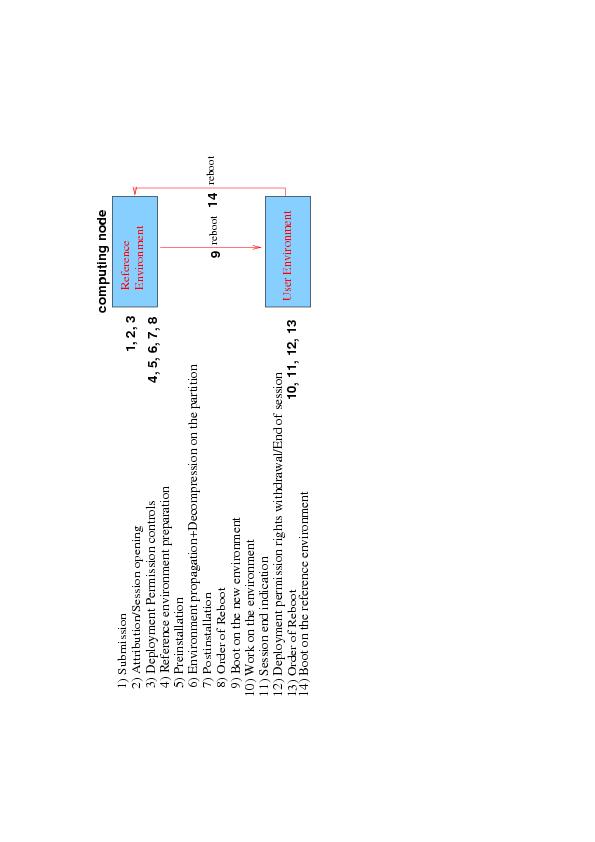 1) Submission
2) Attribution/Session opening
3) Deployment Permission controls
4) Reference environment preparation
5) Preinstallation
6) Environment propagation+Decompression on the partition
7) Postinstallation
8) Order of Reboot
9) Boot on the new environment
10) Work on the environment
11) Session end indication
12) Deployment permission rights withdrawal/End of session
13) Order of Reboot
14) Boot on the reference environment
computing node
1, 2, 3
4, 5, 6, 7, 8
Reference
Environment
9 reboot
14 reboot
10, 11, 12, 13
User Environment